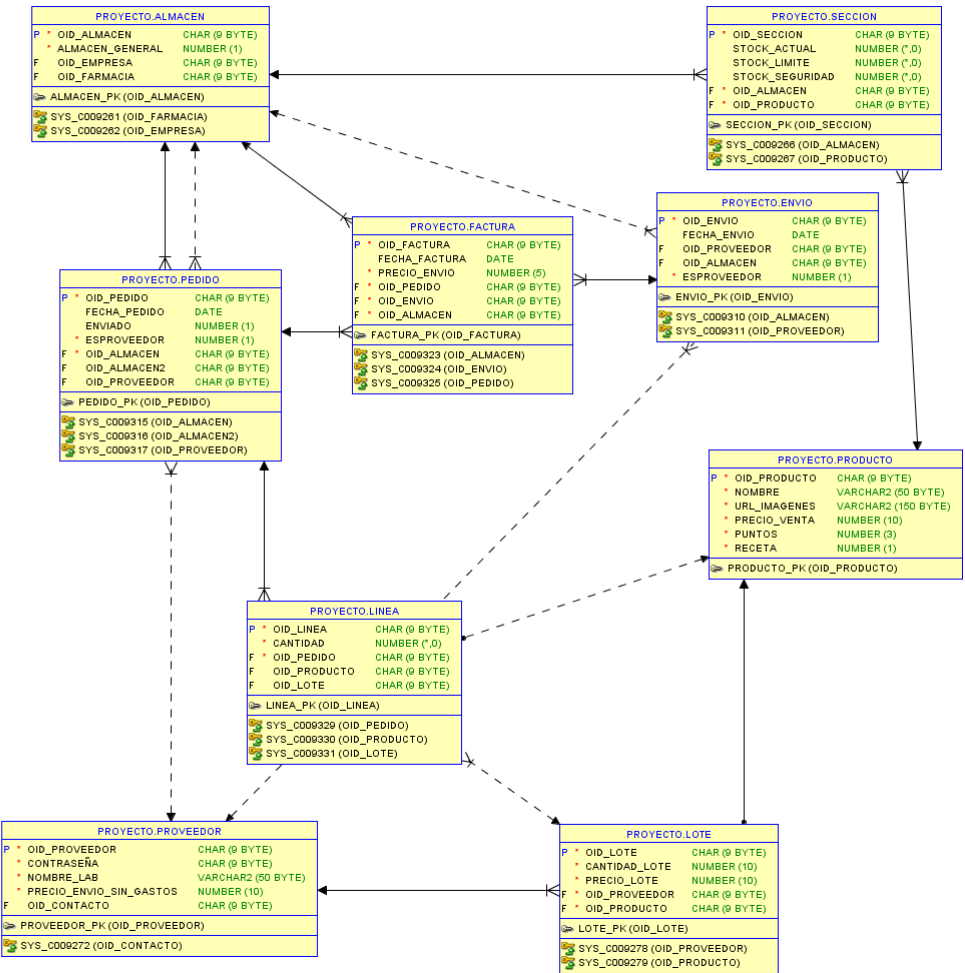 PROYECTO.ALMACEN
P * OID_ALMACEN CHAR (9 BYTE)
* ALMACEN_GENERAL NUMBER (1)
F OID_EMPRESA CHAR (9 BYTE)
F OID_FARMACIA CHAR (9 BYTE)
ALMACEN_PK (OID_ALMACEN)
SYS_C009261 (OID_FARMACIA)
SYS_C009262 (OID_EMPRESA)
PROYECTO.SECCION
P * OID_SECCION CHAR (9 BYTE)
STOCK_ACTUAL NUMBER (*,0)
STOCK_LIMITE NUMBER (*,0)
STOCK_SEGURIDAD NUMBER (*,0)
F * OID_ALMACEN CHAR (9 BYTE)
F * OID_PRODUCTO CHAR (9 BYTE)
SECCION_PK (OID_SECCION)
SYS_C009266 (OID_ALMACEN)
SYS_C009267 (OID_PRODUCTO)
PROYECTO.ENVIO
P * OID_ENVIO CHAR (9 BYTE)
FECHA_ENVIO DATE
F OID_PROVEEDOR CHAR (9 BYTE)
F OID_ALMACEN CHAR (9 BYTE)
* ESPROVEEDOR NUMBER (1)
ENVIO_PK (OID_ENVIO)
SYS_C009310 (OID_ALMACEN)
SYS_C009311 (OID_PROVEEDOR)
PROYECTO.FACTURA
P * OID_FACTURA CHAR (9 BYTE)
FECHA_FACTURA DATE
* PRECIO_ENVIO NUMBER (5)
F * OID_PEDIDO CHAR (9 BYTE)
F * OID_ENVIO CHAR (9 BYTE)
F * OID_ALMACEN CHAR (9 BYTE)
FACTURA_PK (OID_FACTURA)
SYS_C009323 (OID_ALMACEN)
SYS_C009324 (OID_ENVIO)
SYS_C009325 (OID_PEDIDO)
PROYECTO.PEDIDO
P * OID_PEDIDO CHAR (9 BYTE)
FECHA_PEDIDO DATE
ENVIADO NUMBER (1)
* ESPROVEEDOR NUMBER (1)
F * OID_ALMACEN CHAR (9 BYTE)
F OID_ALMACEN2 CHAR (9 BYTE)
F OID_PROVEEDOR CHAR (9 BYTE)
PEDIDO_PK (OID_PEDIDO)
SYS_C009315 (OID_ALMACEN)
SYS_C009316 (OID_ALMACEN2)
SYS_C009317 (OID_PROVEEDOR)
PROYECTO.PRODUCTO
P * OID_PRODUCTO CHAR (9 BYTE)
* NOMBRE VARCHAR2 (50 BYTE)
* URL_IMAGENES VARCHAR2 (150 BYTE)
* PRECIO_VENTA NUMBER (10)
* PUNTOS NUMBER (3)
* RECETA NUMBER (1)
PRODUCTO_PK (OID_PRODUCTO)
PROYECTO.LINEA
P * OID_LINEA CHAR (9 BYTE)
* CANTIDAD NUMBER (*,0)
F * OID_PEDIDO CHAR (9 BYTE)
F OID_PRODUCTO CHAR (9 BYTE)
F OID_LOTE CHAR (9 BYTE)
LINEA_PK (OID_LINEA)
SYS_C009329 (OID_PEDIDO)
SYS_C009330 (OID_PRODUCTO)
SYS_C009331 (OID_LOTE)
PROYECTO.PROVEEDOR
P * OID_PROVEEDOR CHAR (9 BYTE)
* CONTRASEÑA CHAR (9 BYTE)
* NOMBRE_LAB VARCHAR2 (50 BYTE)
* PRECIO_ENVIO_SIN_GASTOS NUMBER (10)
F OID_CONTACTO CHAR (9 BYTE)
PROVEEDOR_PK (OID_PROVEEDOR)
SYS_C009272 (OID_CONTACTO)
PROYECTO.LOTE
P * OID_LOTE CHAR (9 BYTE)
* CANTIDAD_LOTE NUMBER (10)
* PRECIO_LOTE NUMBER (10)
F * OID_PROVEEDOR CHAR (9 BYTE)
F * OID_PRODUCTO CHAR (9 BYTE)
LOTE_PK (OID_LOTE)
SYS_C009278 (OID_PROVEEDOR)
SYS_C009279 (OID_PRODUCTO)